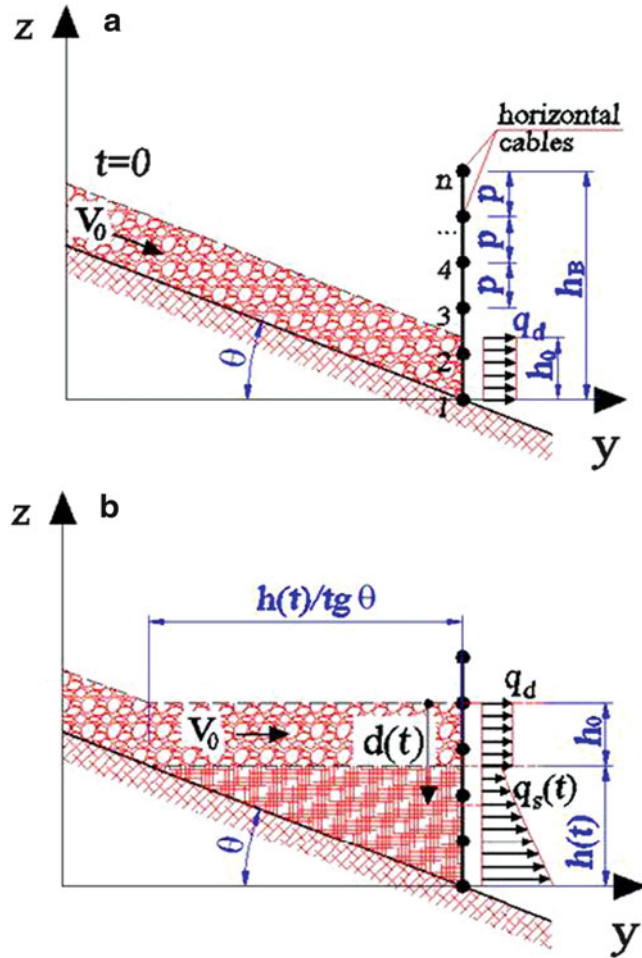 z a
horizontal
cables
t=0
n
V₀
p
...
p
h_B
4
p
3
q_d
2
h₀
θ
1
y
z b
h(t)/tg θ
q_d
V₀
d(t)
h₀
q_s(t)
h(t)
θ
y